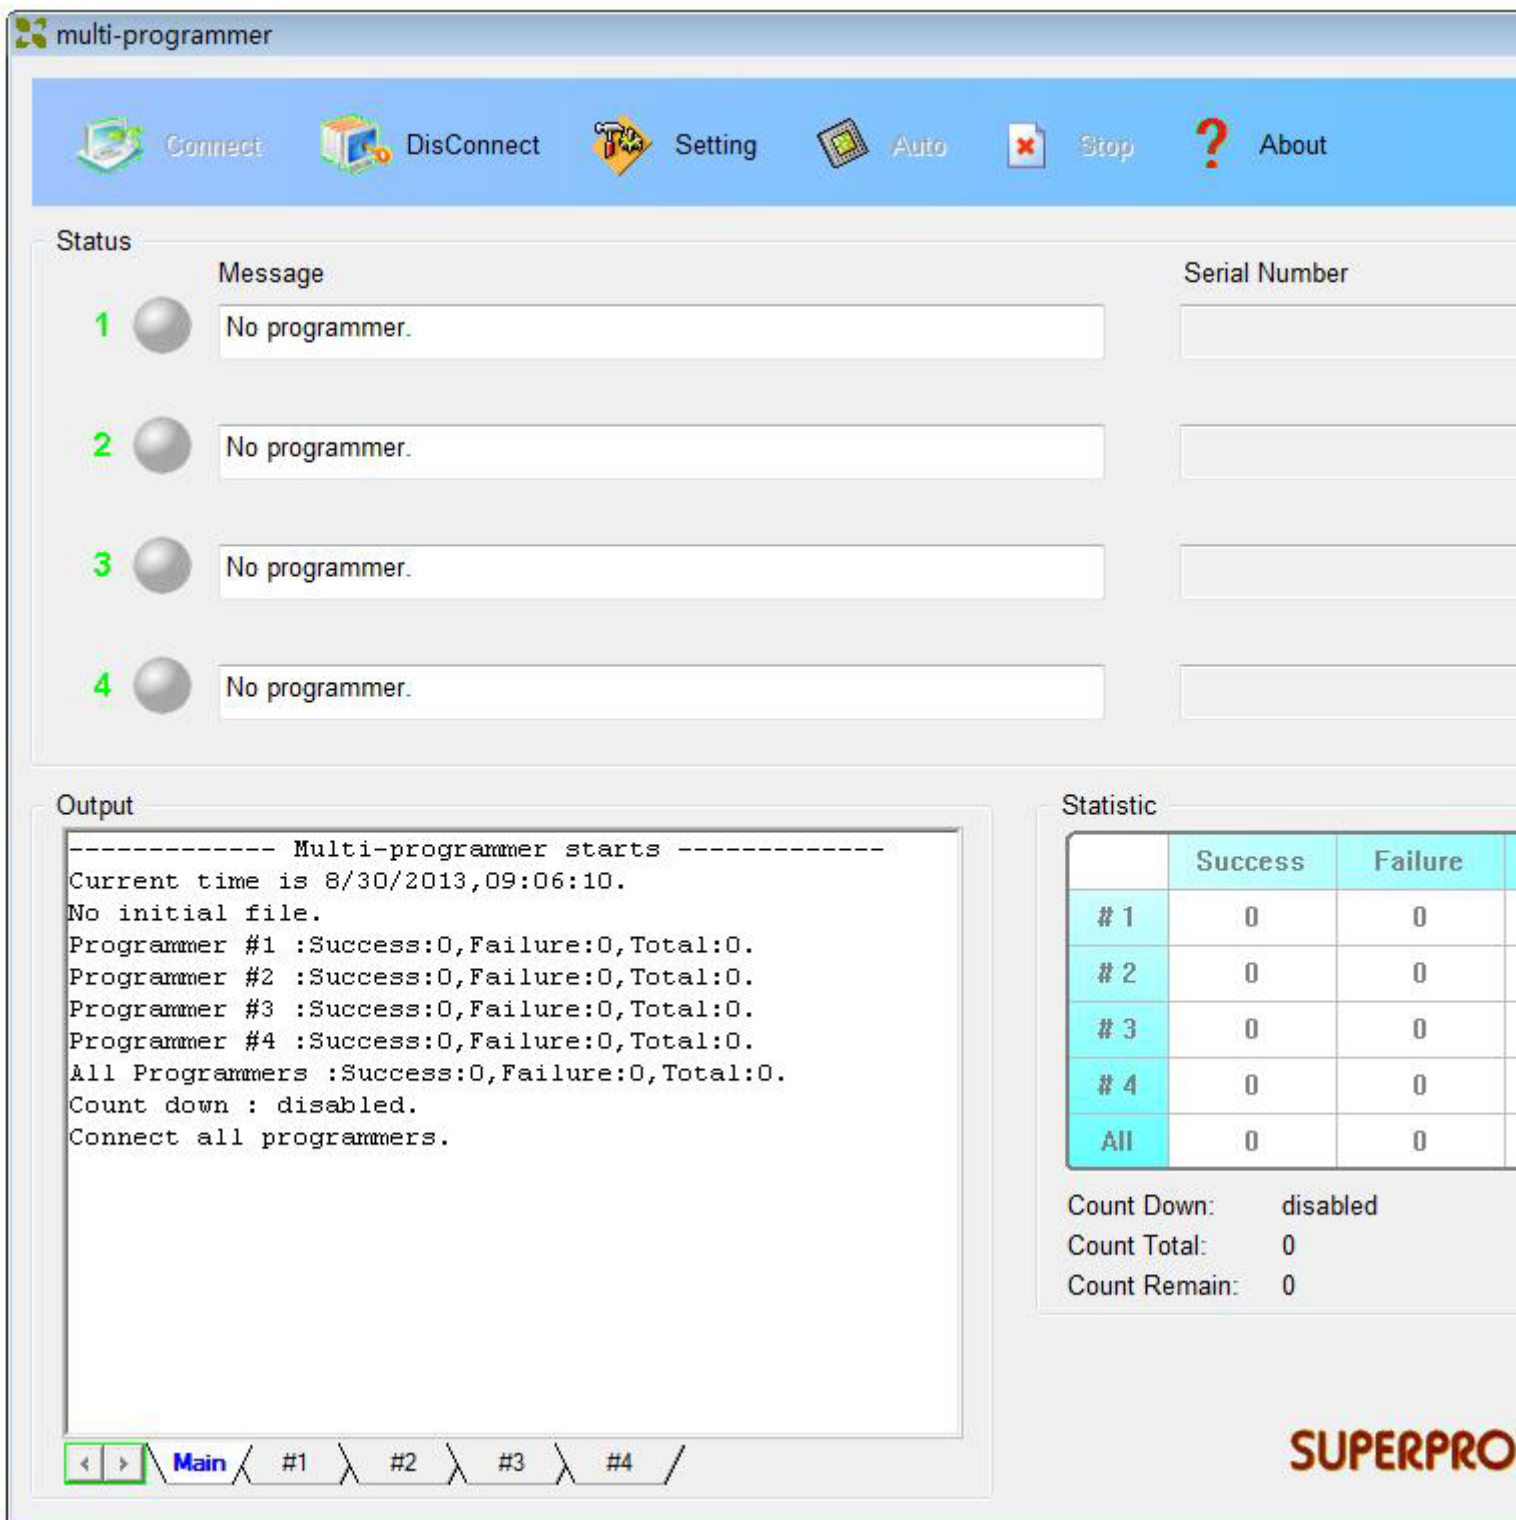 multi-programmer
Connect DisConnect Setting Auto Stop About
Status
Message Serial Number
1 No programmer.
2 No programmer.
3 No programmer.
4 No programmer.
Output
------------- Multi-programmer starts -------------
Current time is 8/30/2013,09:06:10.
No initial file.
Programmer #1 :Success:0,Failure:0,Total:0.
Programmer #2 :Success:0,Failure:0,Total:0.
Programmer #3 :Success:0,Failure:0,Total:0.
Programmer #4 :Success:0,Failure:0,Total:0.
All Programmers :Success:0,Failure:0,Total:0.
Count down : disabled.
Connect all programmers.
Main #1 #2 #3 #4
Statistic
Success Failure
# 1 0 0
# 2 0 0
# 3 0 0
# 4 0 0
All 0 0
Count Down: disabled
Count Total: 0
Count Remain: 0
SUPERPRO